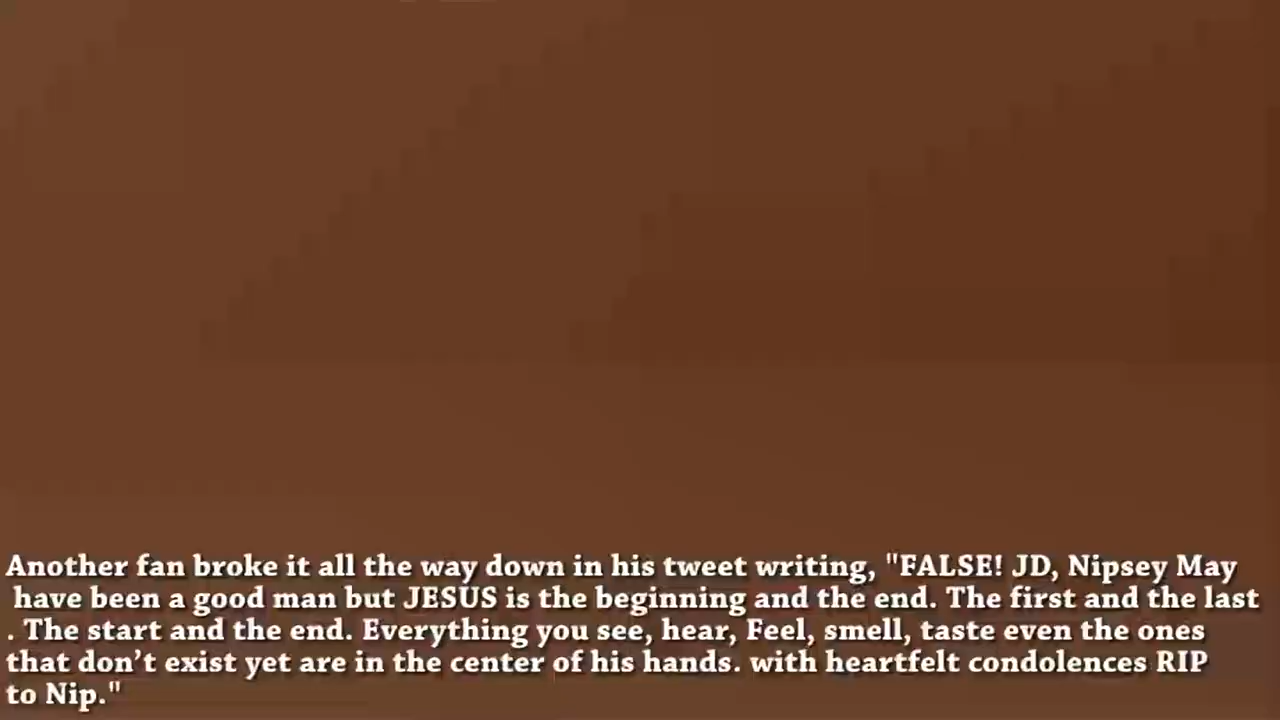 Another fan broke it all the way down in his tweet writing, "FALSE! JD, Nipsey May
have been a good man but JESUS is the beginning and the end. The first and the last
. The start and the end. Everything you see, hear, Feel, smell, taste even the ones
that don’t exist yet are in the center of his hands. with heartfelt condolences RIP
to Nip."